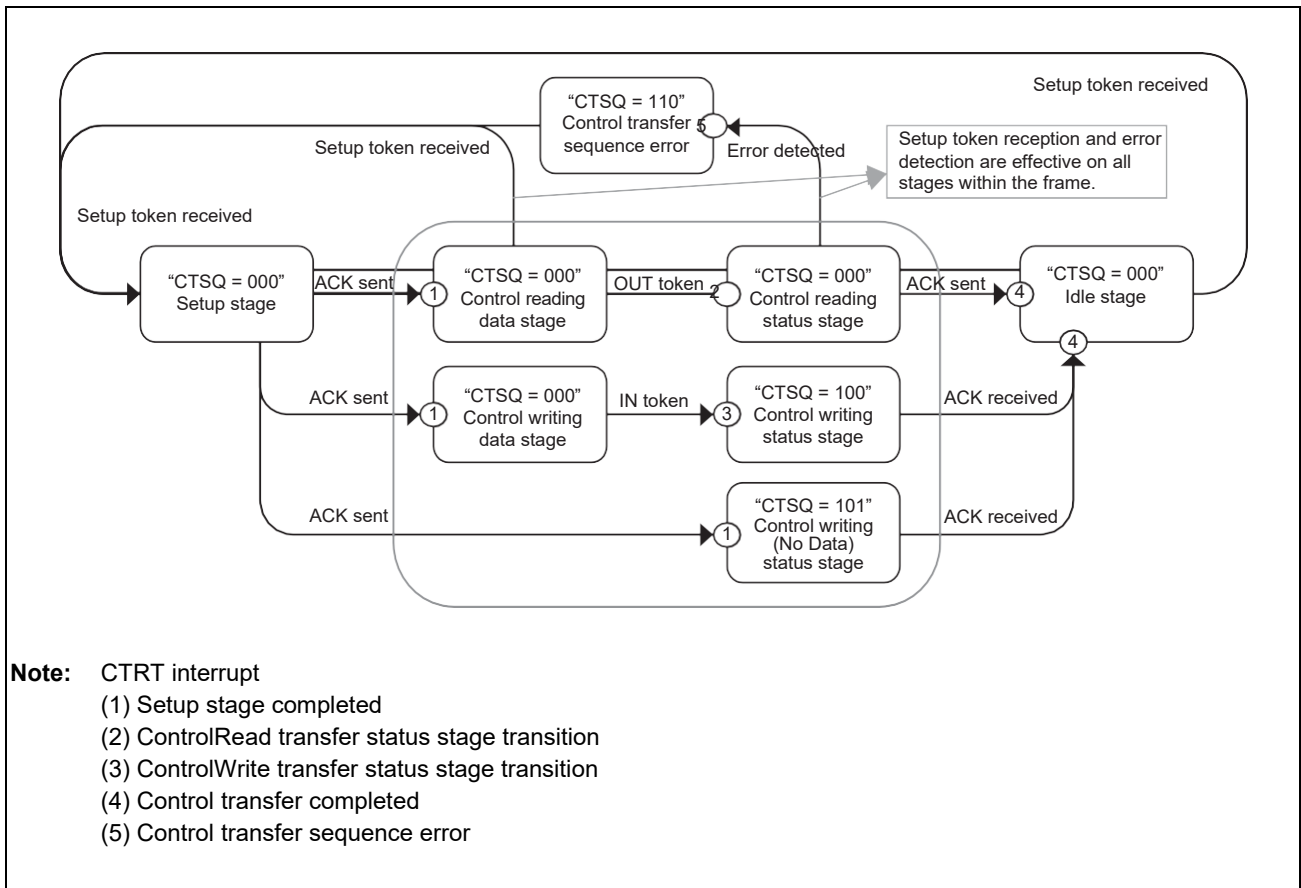 Setup token received
“CTSQ = 110”
Control transfer
sequence error
5
Setup token received
Error detected
Setup token reception and error
detection are effective on all
stages within the frame.
Setup token received
“CTSQ = 000”
Setup stage
ACK sent
1
“CTSQ = 000”
Control reading
data stage
OUT token
2
“CTSQ = 000”
Control reading
status stage
ACK sent
4
“CTSQ = 000”
Idle stage
4
ACK sent
1
“CTSQ = 000”
Control writing
data stage
IN token
3
“CTSQ = 100”
Control writing
status stage
ACK received
ACK sent
1
“CTSQ = 101”
Control writing
(No Data)
status stage
ACK received
Note: CTRT interrupt
(1) Setup stage completed
(2) ControlRead transfer status stage transition
(3) ControlWrite transfer status stage transition
(4) Control transfer completed
(5) Control transfer sequence error